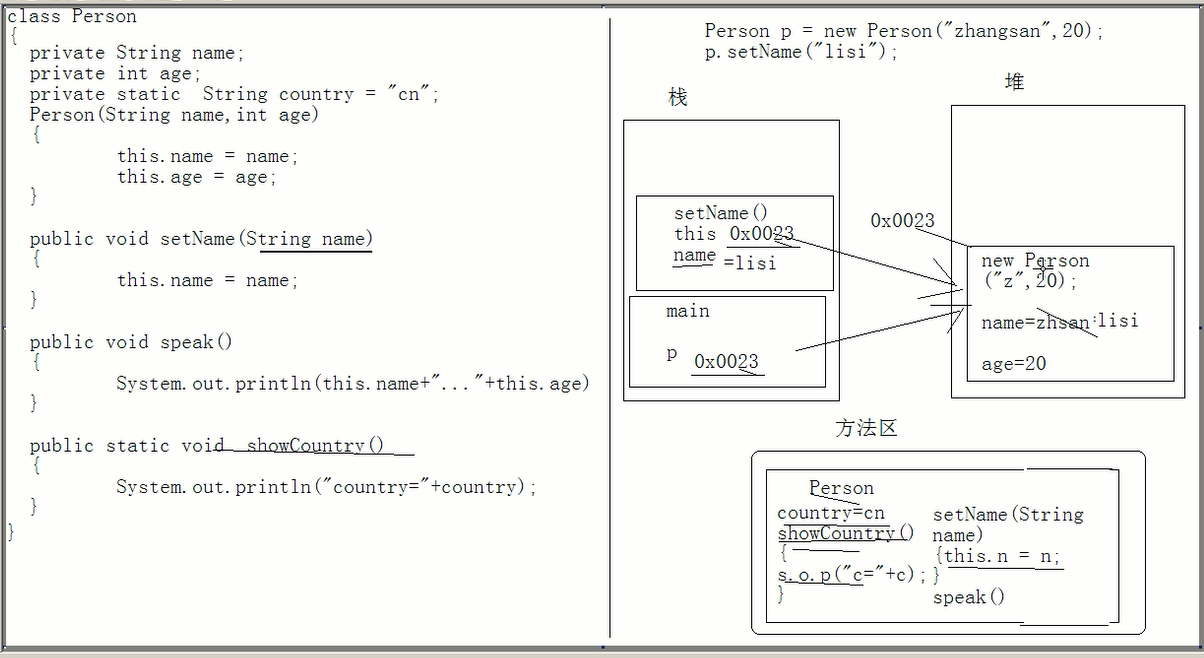 class Person
{
private String name;
private int age;
private static String country = "cn";
Person(String name,int age)
{
this.name = name;
this.age = age;
}
public void setName(String name)
{
this.name = name;
}
public void speak()
{
System.out.println(this.name+"..."+this.age)
}
public static void showCountry()
{
System.out.println("country="+country);
}
}
Person p = new Person("zhangsan",20);
p.setName("lisi");
栈
setName()
this 0x0023
name =lisi
main
p 0x0023
堆
0x0023
new Person
("z",20);
name=zhsan:lisi
age=20
方法区
Person
country=cn
showCountry()
{
s.o.p("c="+c);
}
setName(String
name)
{this.n = n;
}
speak()